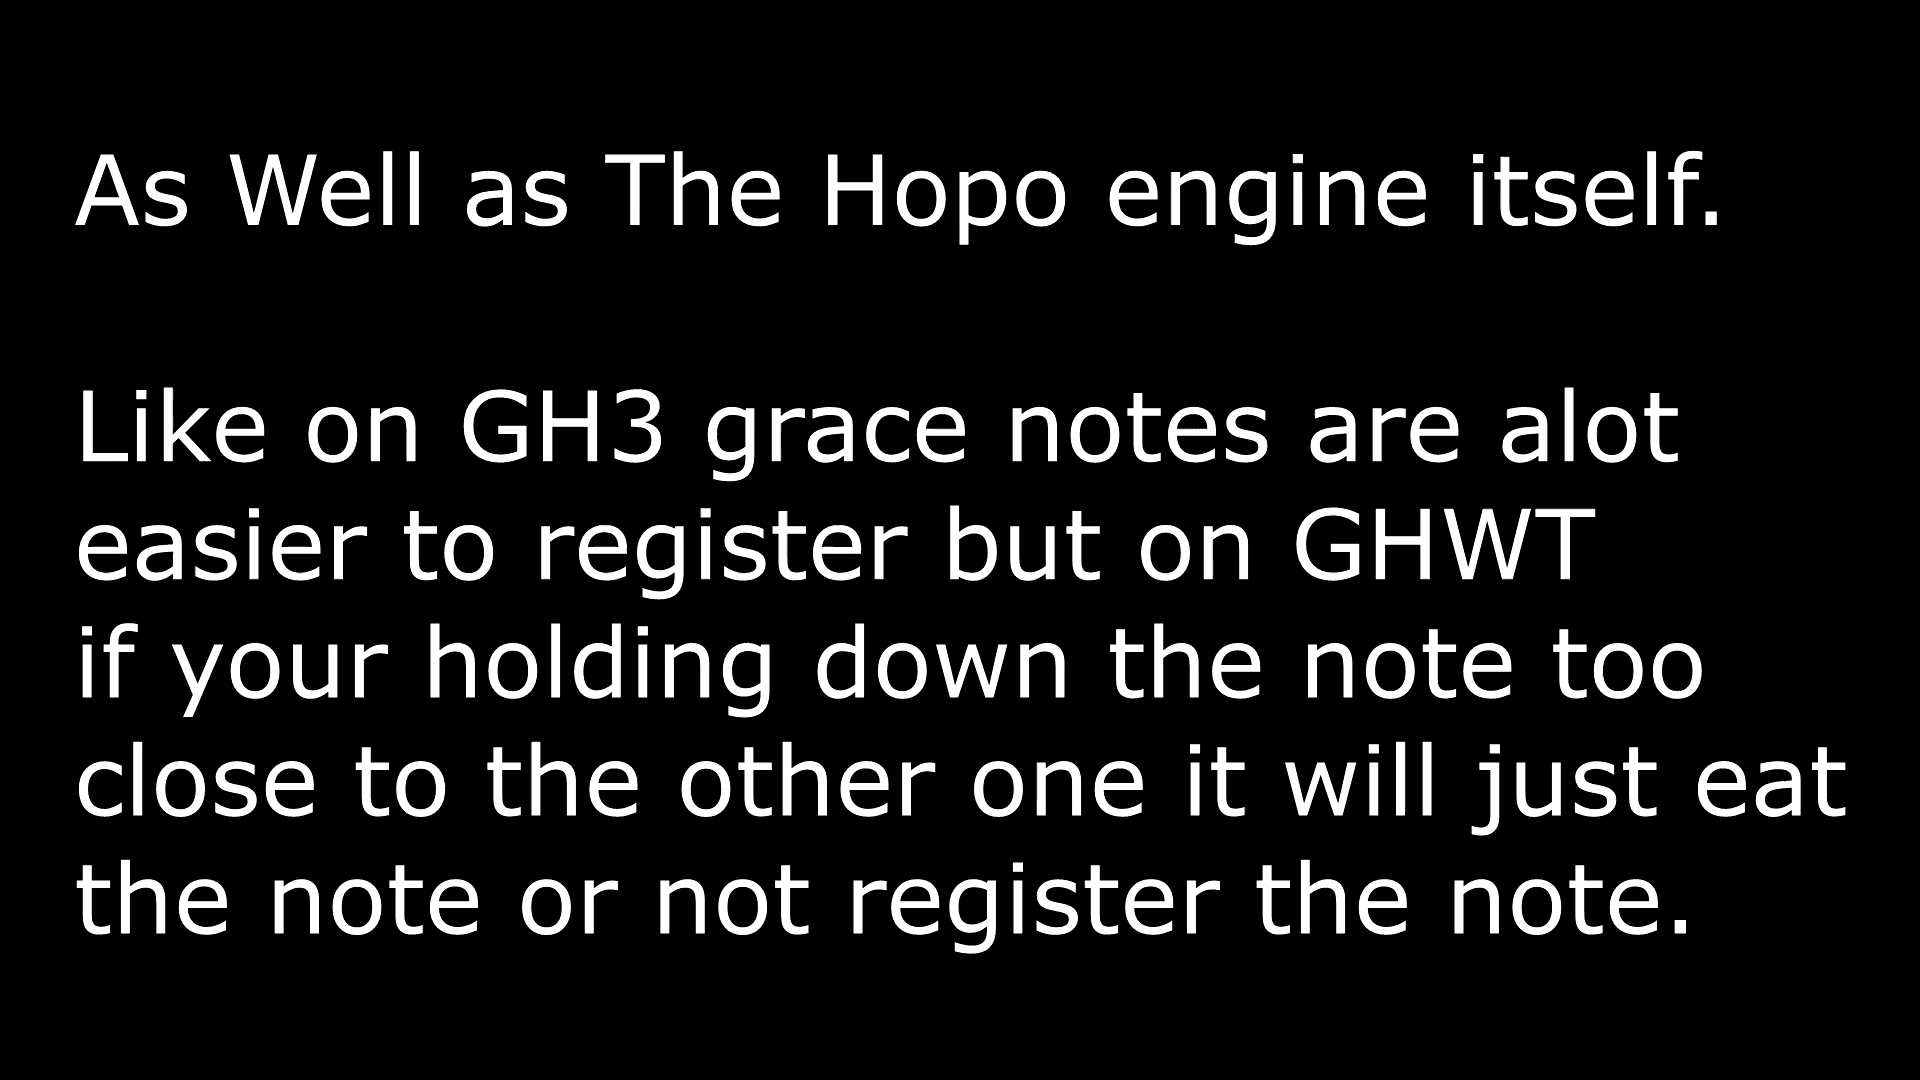 As Well as The Hopo engine itself.
Like on GH3 grace notes are alot
easier to register but on GHWT
if your holding down the note too
close to the other one it will just eat
the note or not register the note.